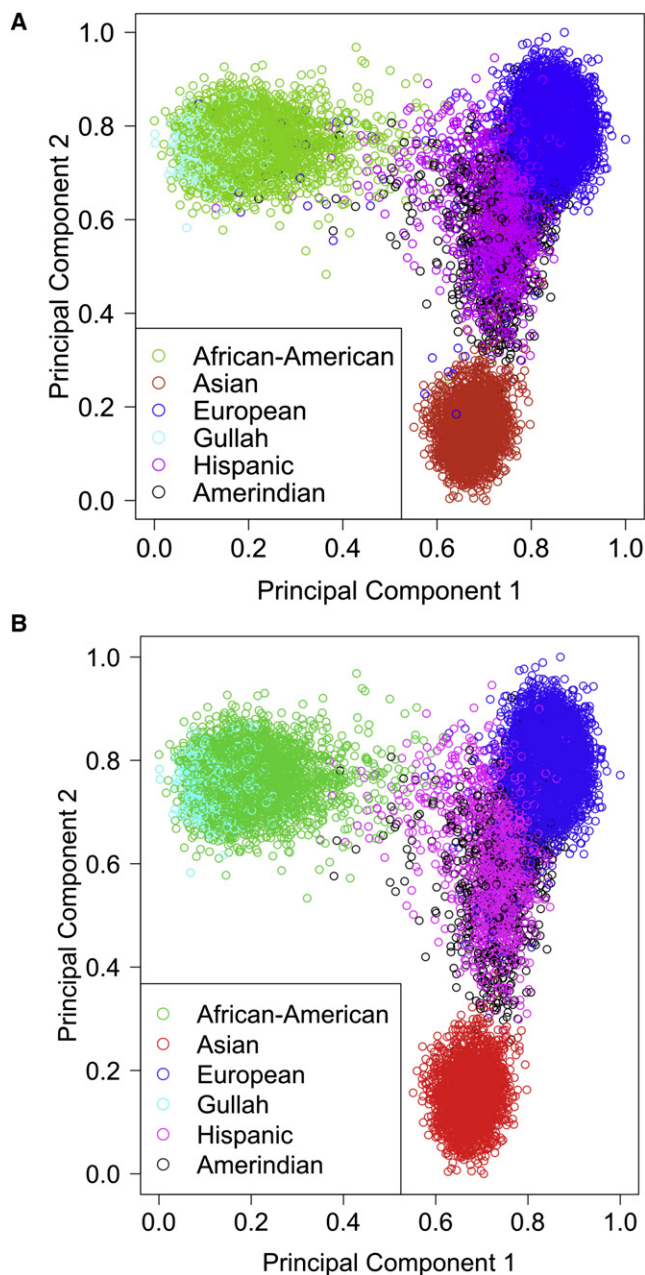 A
1.0
0.8
0.6
0.4
0.2
0.0
Principal Component 2
African-American
Asian
European
Gullah
Hispanic
Amerindian
0.0 0.2 0.4 0.6 0.8 1.0
Principal Component 1
B
1.0
0.8
0.6
0.4
0.2
0.0
Principal Component 2
African-American
Asian
European
Gullah
Hispanic
Amerindian
0.0 0.2 0.4 0.6 0.8 1.0
Principal Component 1